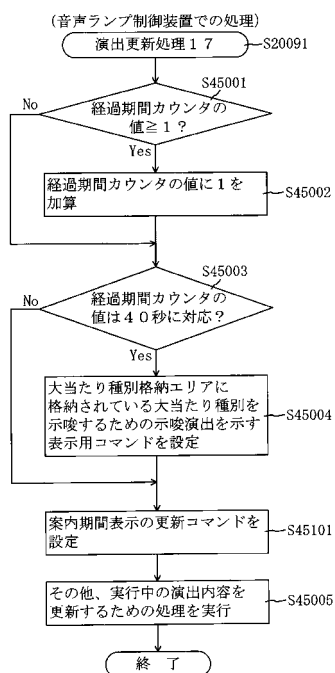 (音声ランプ制御装置での処理)
演出更新処理17
S20091
S45001
No
経過期間カウンタの
値≧1?
Yes
経過期間カウンタの値に1を
加算
S45002
S45003
No
経過期間カウンタの
値は40秒に対応?
Yes
大当たり種別格納エリアに
格納されている大当たり種別を
示唆するための示唆演出を示す
表示用コマンドを設定
S45004
案内期間表示の更新コマンドを
設定
S45101
その他、実行中の演出内容を
更新するための処理を実行
S45005
終了